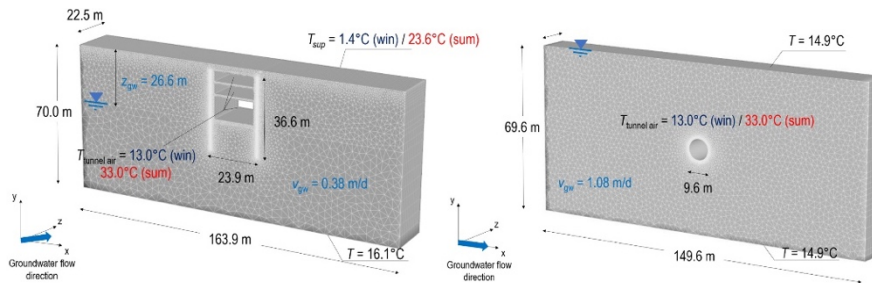 22.5 m
T_sup = 1.4°C (win) / 23.6°C (sum)
z_gw = 26.6 m
70.0 m
36.6 m
T_tunnel air = 13.0°C (win)
33.0°C (sum)
23.9 m
v_gw = 0.38 m/d
y
z
x
Groundwater flow
direction
163.9 m
T = 16.1°C
T = 14.9°C
69.6 m
T_tunnel air = 13.0°C (win) / 33.0°C (sum)
9.6 m
v_gw = 1.08 m/d
y
z
x
Groundwater flow
direction
149.6 m
T = 14.9°C